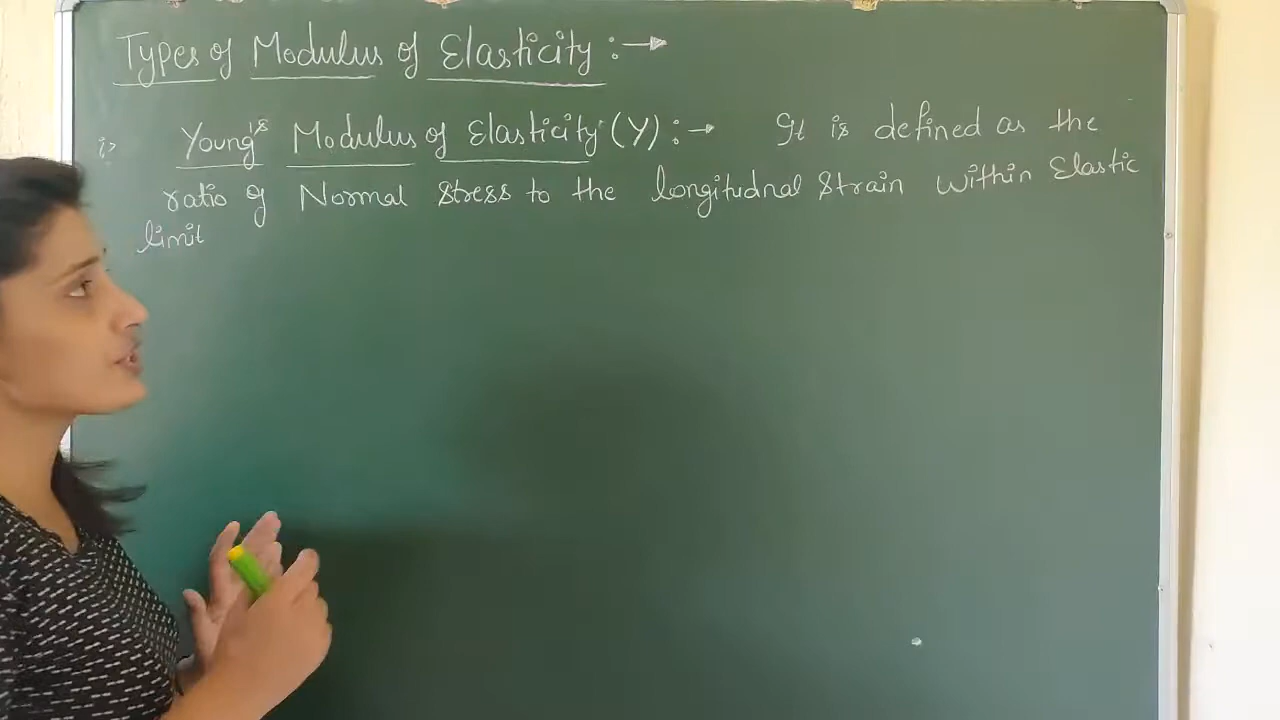 Types of Modulus of Elasticity :→
i> Young's Modulus of Elasticity (Y) :→ It is defined as the
ratio of Normal Stress to the longitudnal Strain within Elastic
limit